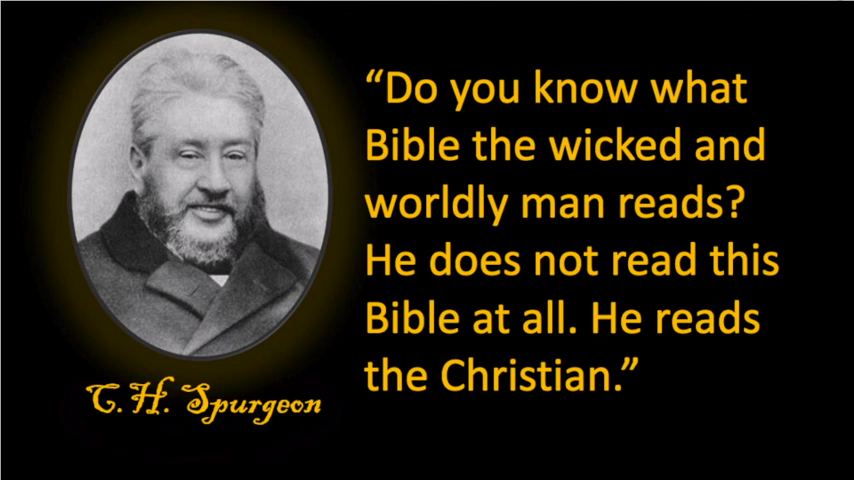 “Do you know what
Bible the wicked and
worldly man reads?
He does not read this
Bible at all. He reads
the Christian.”
C.H. Spurgeon